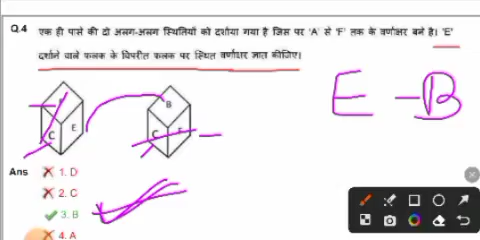 Q.4 एक ही पासे की दो अलग-अलग स्थितियों को दर्शाया गया है जिस पर 'A' से 'F' तक के वर्णाक्षर बने है। 'E'
दर्शाने वाले फलक के विपरीत फलक पर स्थित वर्णाक्षर ज्ञात कीजिए।
E - B
C E
B
C F
Ans 1. D
2. C
3. B
4. A